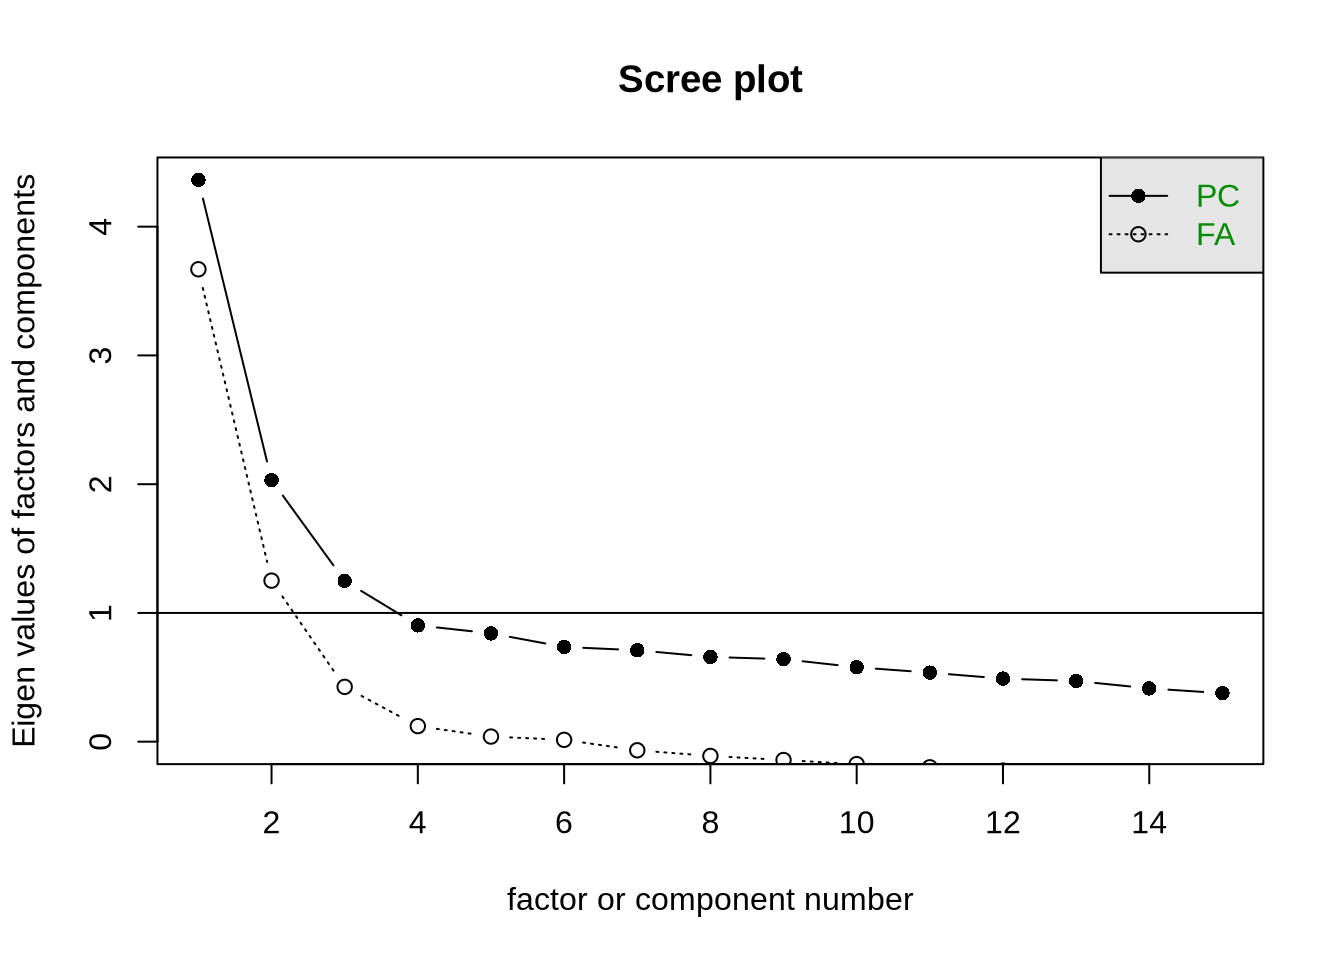 Scree plot
PC
FA
Eigen values of factors and components
4
3
2
1
0
2
4
6
8
10
12
14
factor or component number